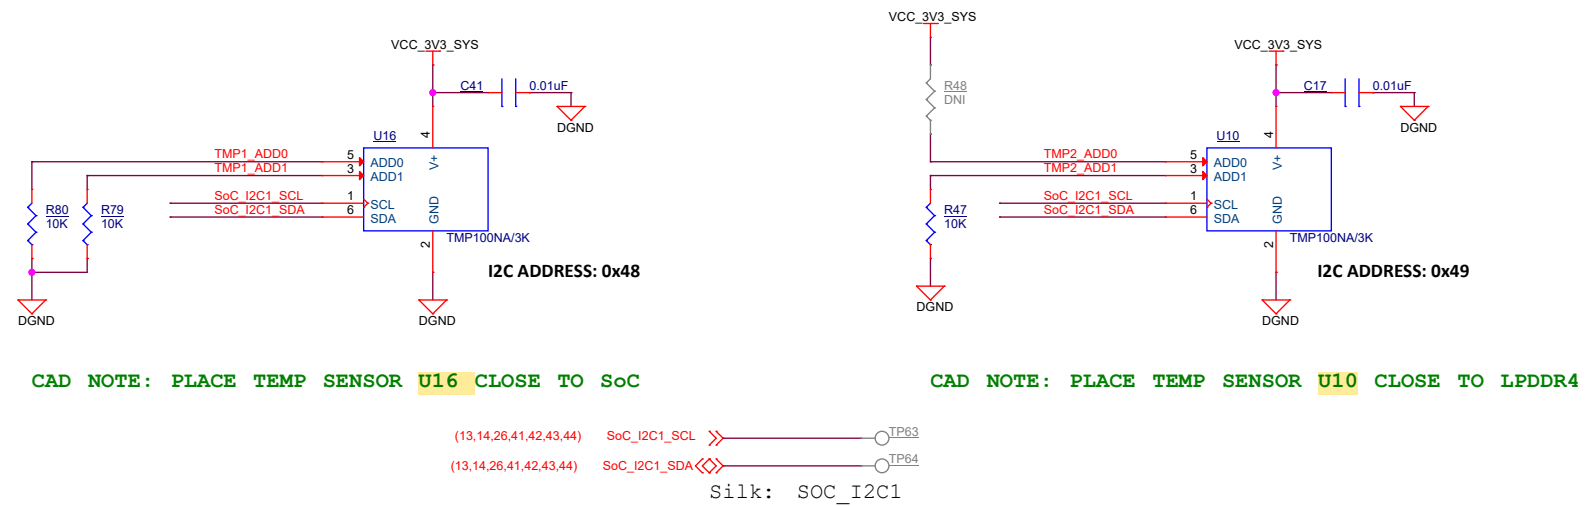 VCC_3V3_SYS
VCC_3V3_SYS
C41
0.01uF
DGND
U16
4
TMP1_ADD0
5
ADD0
TMP1_ADD1
3
ADD1
V+
SoC_I2C1_SCL
1
SCL
SoC_I2C1_SDA
6
SDA
GND
R80
10K
R79
10K
2
TMP100NA/3K
I2C ADDRESS: 0x48
DGND
DGND
VCC_3V3_SYS
R48
DNI
C17
0.01uF
DGND
U10
4
TMP2_ADD0
5
ADD0
TMP2_ADD1
3
ADD1
V+
SoC_I2C1_SCL
1
SCL
SoC_I2C1_SDA
6
SDA
GND
R47
10K
2
TMP100NA/3K
I2C ADDRESS: 0x49
DGND
DGND
CAD NOTE: PLACE TEMP SENSOR U16 CLOSE TO SoC
CAD NOTE: PLACE TEMP SENSOR U10 CLOSE TO LPDDR4
(13,14,26,41,42,43,44) SoC_I2C1_SCL TP63
(13,14,26,41,42,43,44) SoC_I2C1_SDA TP64
Silk: SOC_I2C1